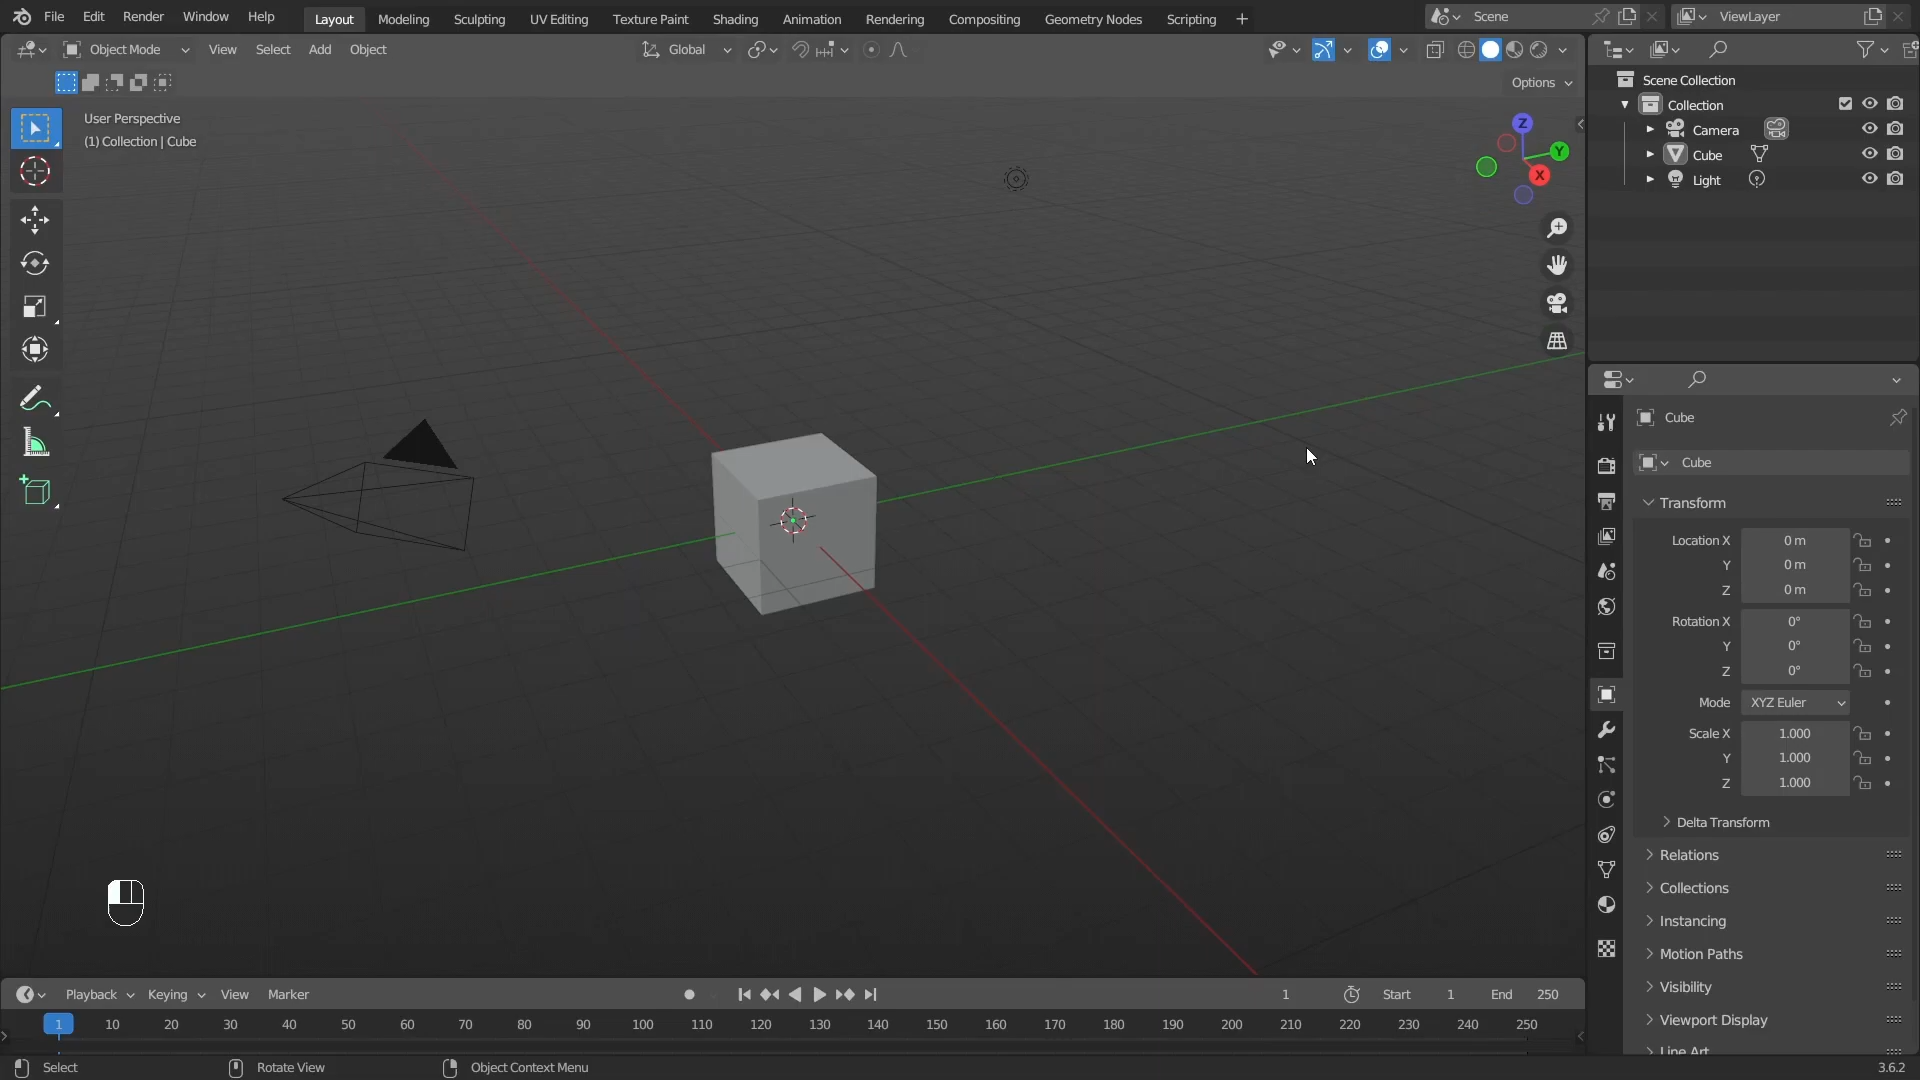 File Edit Render Window Help Layout Modeling Sculpting UV Editing Texture Paint Shading Animation Rendering Compositing Geometry Nodes Scripting + Scene ViewLayer
Object Mode View Select Add Object Global
Options
User Perspective
(1) Collection | Cube
Z
Y
X
Scene Collection
Collection
Camera
Cube
Light
Cube
Cube
Transform
Location X 0 m
Y 0 m
Z 0 m
Rotation X 0°
Y 0°
Z 0°
Mode XYZ Euler
Scale X 1.000
Y 1.000
Z 1.000
Delta Transform
Relations
Collections
Instancing
Motion Paths
Visibility
Viewport Display
Line Art
Playback Keying View Marker 1 Start 1 End 250
1 10 20 30 40 50 60 70 80 90 100 110 120 130 140 150 160 170 180 190 200 210 220 230 240 250
Select Rotate View Object Context Menu 3.6.2